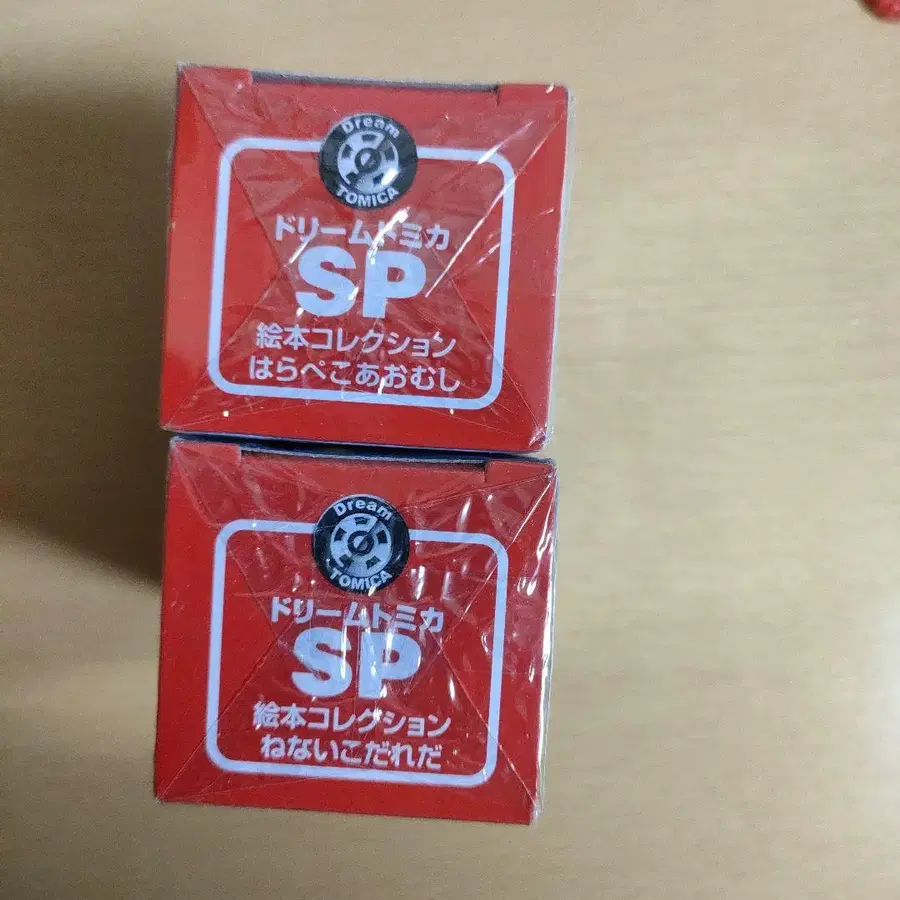 Dream
TOMICA
ドリームトミカ
SP
絵本コレクション
はらぺこあおむし
Dream
TOMICA
ドリームトミカ
SP
絵本コレクション
ねないこだれだ